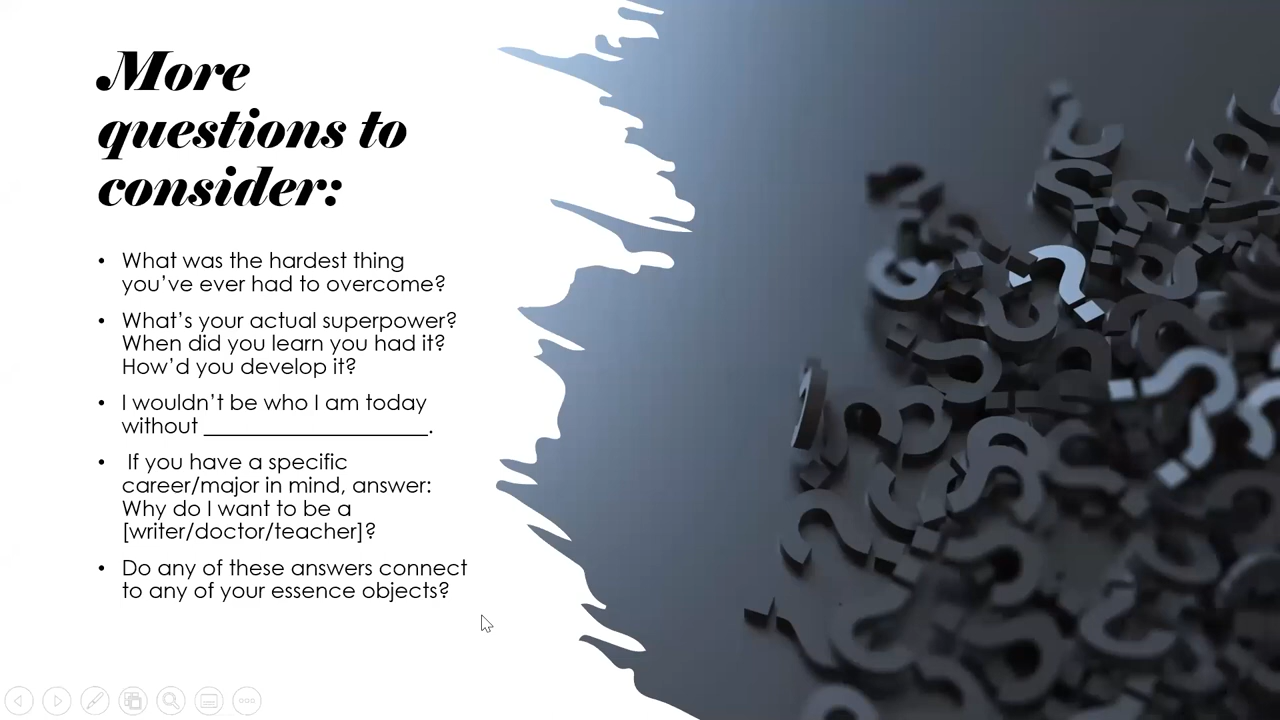 More
questions to
consider:
• What was the hardest thing
you’ve ever had to overcome?
• What’s your actual superpower?
When did you learn you had it?
How’d you develop it?
• I wouldn’t be who I am today
without ___________________.
• If you have a specific
career/major in mind, answer:
Why do I want to be a
[writer/doctor/teacher]?
• Do any of these answers connect
to any of your essence objects?